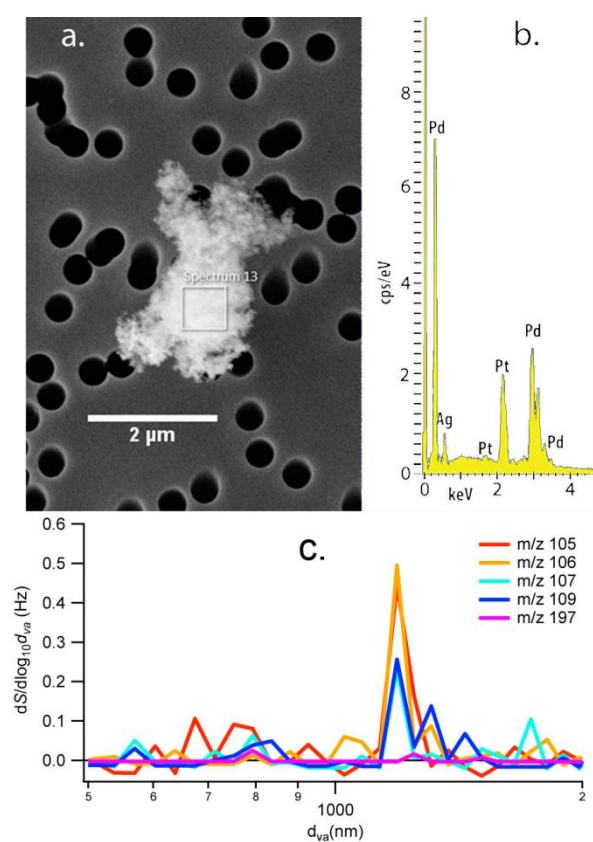 a.
Spectrum 13
2 µm
b.
8
6
4
2
0
cps/eV
Pd
Ag
Pt
Pt
Pd
Pd
0 2 4
keV
c.
0.6
0.5
0.4
0.3
0.2
0.1
0.0
dS/dlog10dva (Hz)
m/z 105
m/z 106
m/z 107
m/z 109
m/z 197
5 6 7 8 9 1000 2
dva(nm)